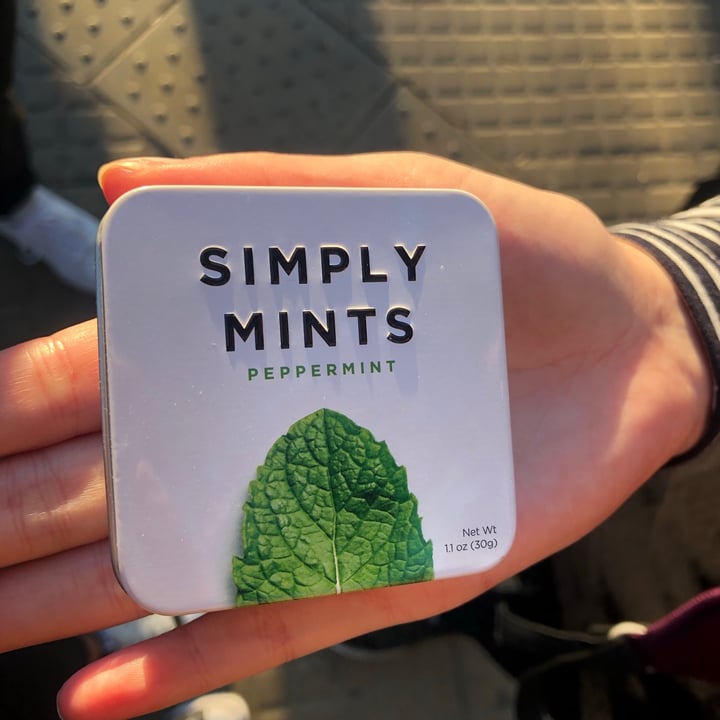 SIMPLY
MINTS
PEPPERMINT
Net Wt
1.1 oz (30g)